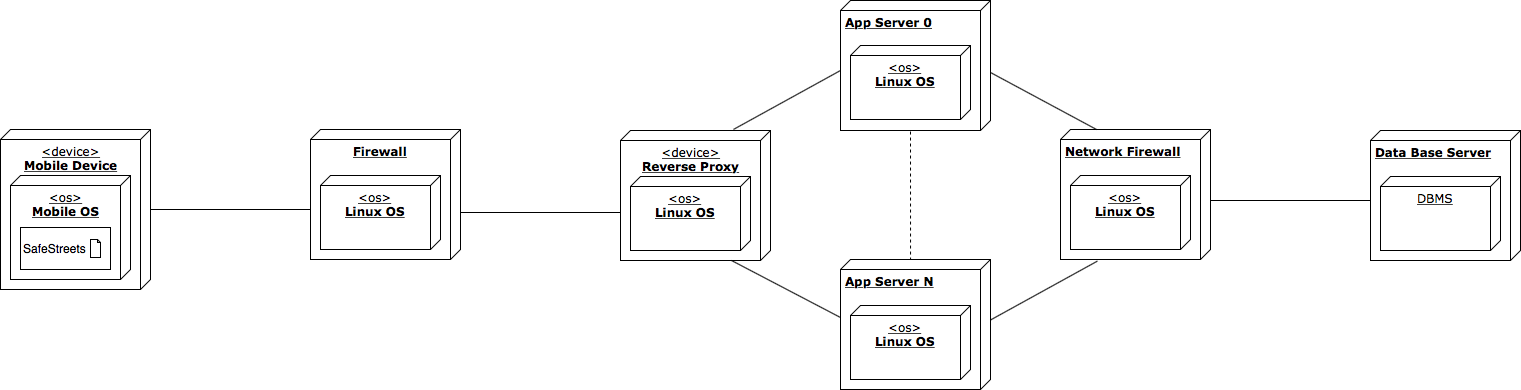 <device>
Mobile Device
<os>
Mobile OS
SafeStreets
Firewall
<os>
Linux OS
<device>
Reverse Proxy
<os>
Linux OS
App Server 0
<os>
Linux OS
App Server N
<os>
Linux OS
Network Firewall
<os>
Linux OS
Data Base Server
DBMS